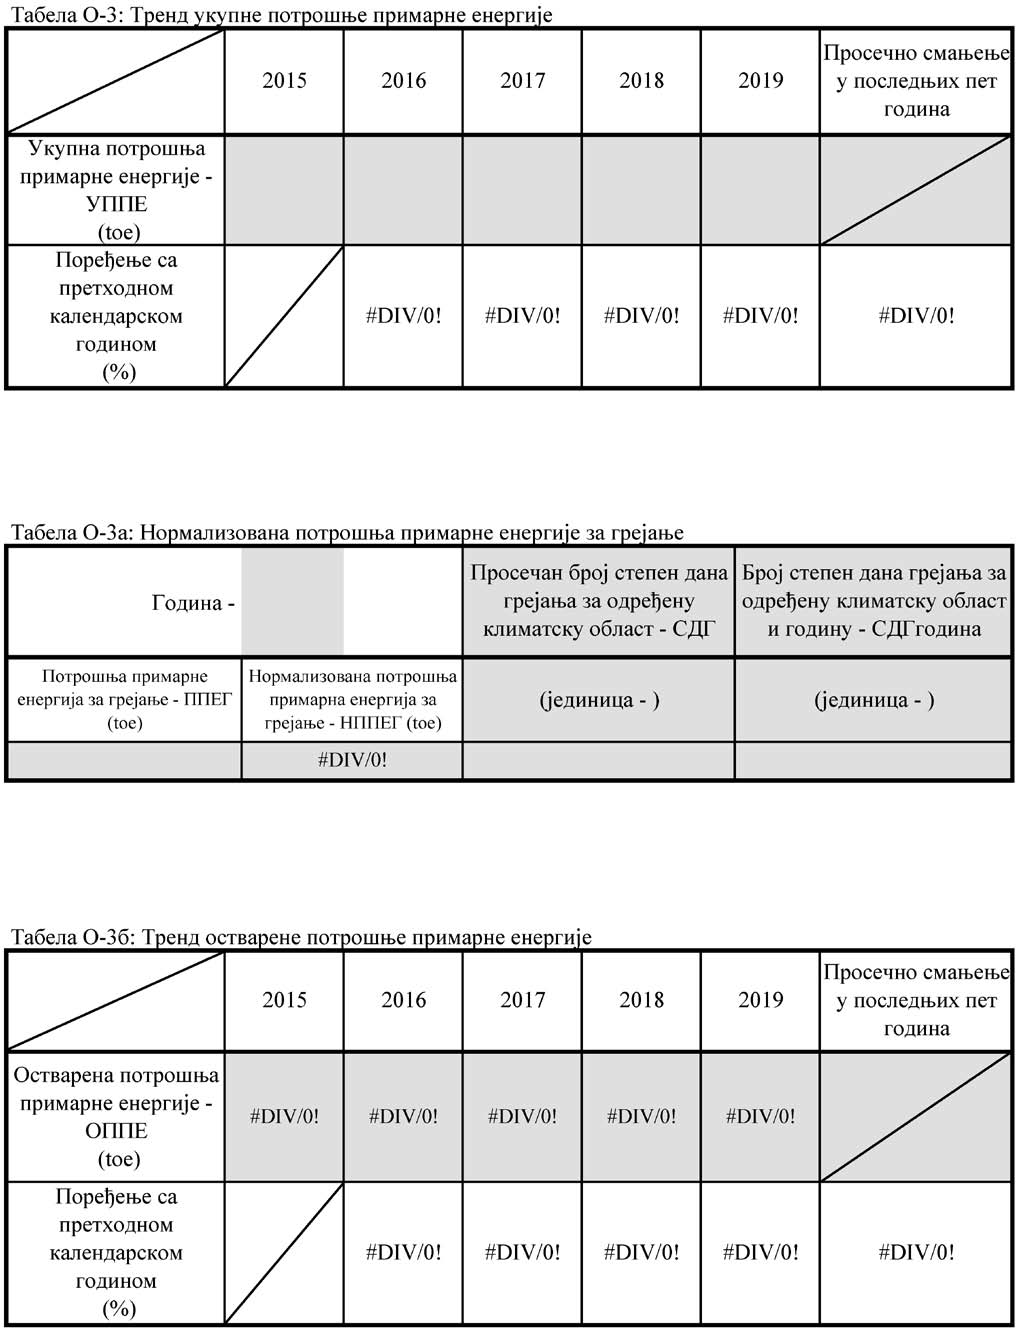 Табела О-3: Тренд укупне потрошње примарне енергије
2015
2016
2017
2018
2019
Просечно смањење
у последњих пет
година
Укупна потрошња
примарне енергије -
УППЕ
(toe)
Поређење са
претходном
календарском
годином
(%)
#DIV/0!
#DIV/0!
#DIV/0!
#DIV/0!
#DIV/0!
Табела О-3а: Нормализована потрошња примарне енергије за грејање
Година -
Просечан број степен дана
грејања за одређену
климатску област - СДГ
Број степен дана грејања за
одређену климатску област
и годину - СДГгодина
Потрошња примарне
енергија за грејање - ППЕГ
(toe)
Нормализована потрошња
примарна енергија за
грејање - НППЕГ (toe)
(јединица - )
(јединица - )
#DIV/0!
Табела О-3б: Тренд остварене потрошње примарне енергије
2015
2016
2017
2018
2019
Просечно смањење
у последњих пет
година
Остварена потрошња
примарне енергије -
ОППЕ
(toe)
#DIV/0!
#DIV/0!
#DIV/0!
#DIV/0!
#DIV/0!
Поређење са
претходном
календарском
годином
(%)
#DIV/0!
#DIV/0!
#DIV/0!
#DIV/0!
#DIV/0!